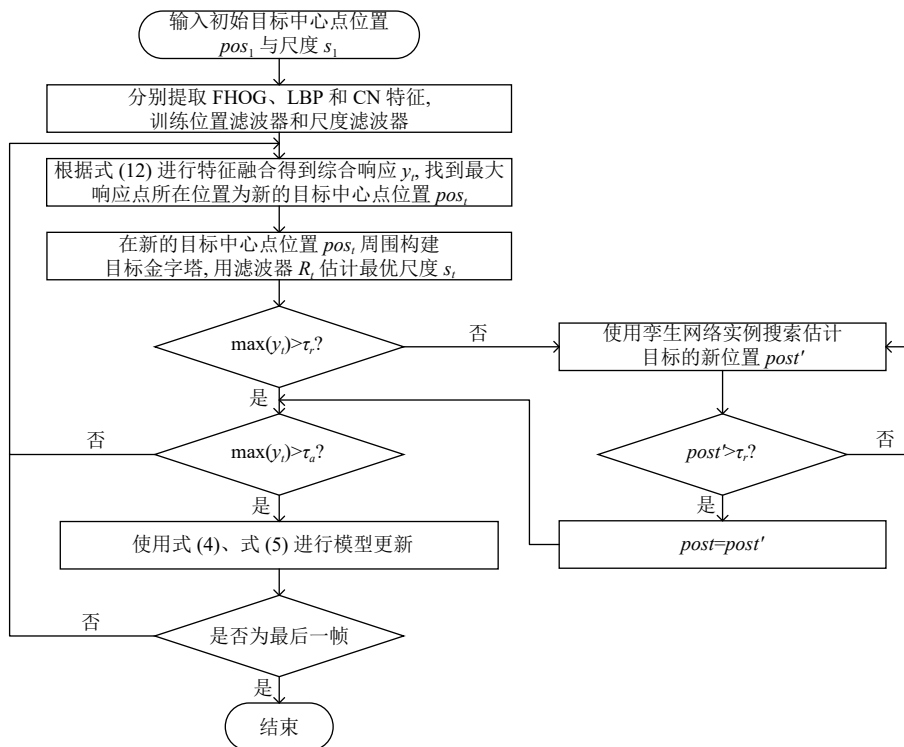 输入初始目标中心点位置
pos₁ 与尺度 s₁
分别提取 FHOG、LBP 和 CN 特征,
训练位置滤波器和尺度滤波器
根据式 (12) 进行特征融合得到综合响应 yₜ, 找到最大
响应点所在位置为新的目标中心点位置 posₜ
在新的目标中心点位置 posₜ 周围构建
目标金字塔, 用滤波器 Rₜ 估计最优尺度 sₜ
max(yₜ)>τᵣ?
否
使用孪生网络实例搜索估计
目标的新位置 post′
是
max(yₜ)>τₐ?
否
post′>τᵣ?
否
是
是
使用式 (4)、式 (5) 进行模型更新
post=post′
是否为最后一帧
否
是
结束